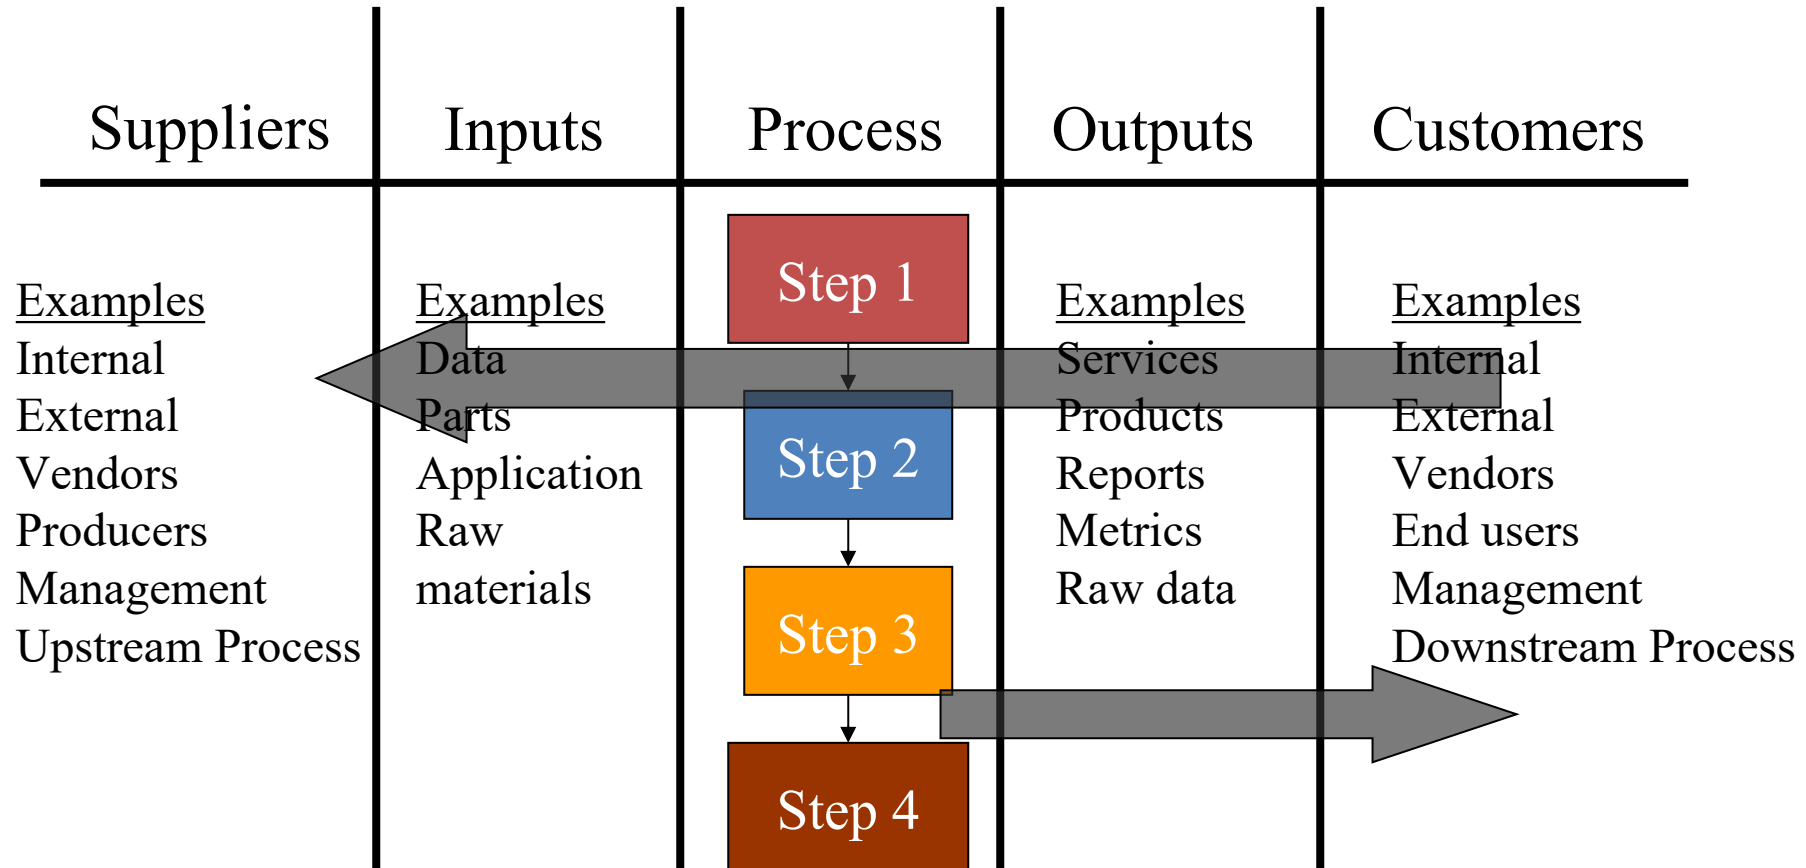 Suppliers
Inputs
Process
Outputs
Customers
Examples
Internal
External
Vendors
Producers
Management
Upstream Process
Examples
Data
Parts
Application
Raw
materials
Step 1
Step 2
Step 3
Step 4
Examples
Services
Products
Reports
Metrics
Raw data
Examples
Internal
External
Vendors
End users
Management
Downstream Process